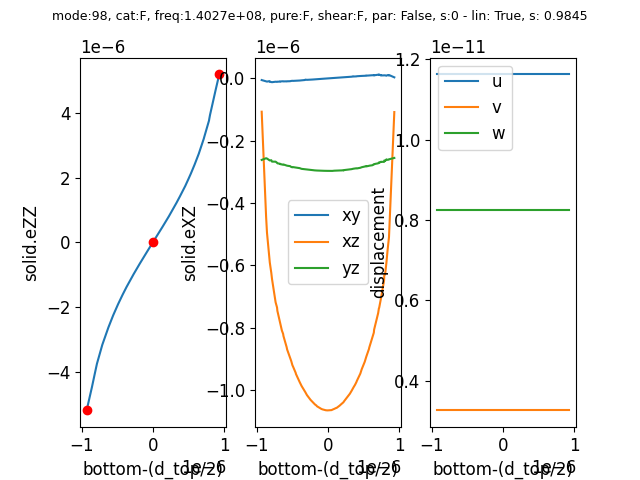 mode:98, cat:F, freq:1.4027e+08, pure:F, shear:F, par: False, s:0 - lin: True, s: 0.9845
1e−6
4
2
0
−2
−4
solid.eZZ
−1
0
1
bottom-(d_top/2)
1e−6
1e−6
0.0
−0.2
−0.4
−0.6
−0.8
−1.0
solid.eXZ
xy
xz
yz
−1
0
1
bottom-(d_top/2)
1e−6
1e−11
1.2
1.0
0.8
0.6
0.4
displacement
u
v
w
−1
0
1
bottom-(d_top/2)
1e−6